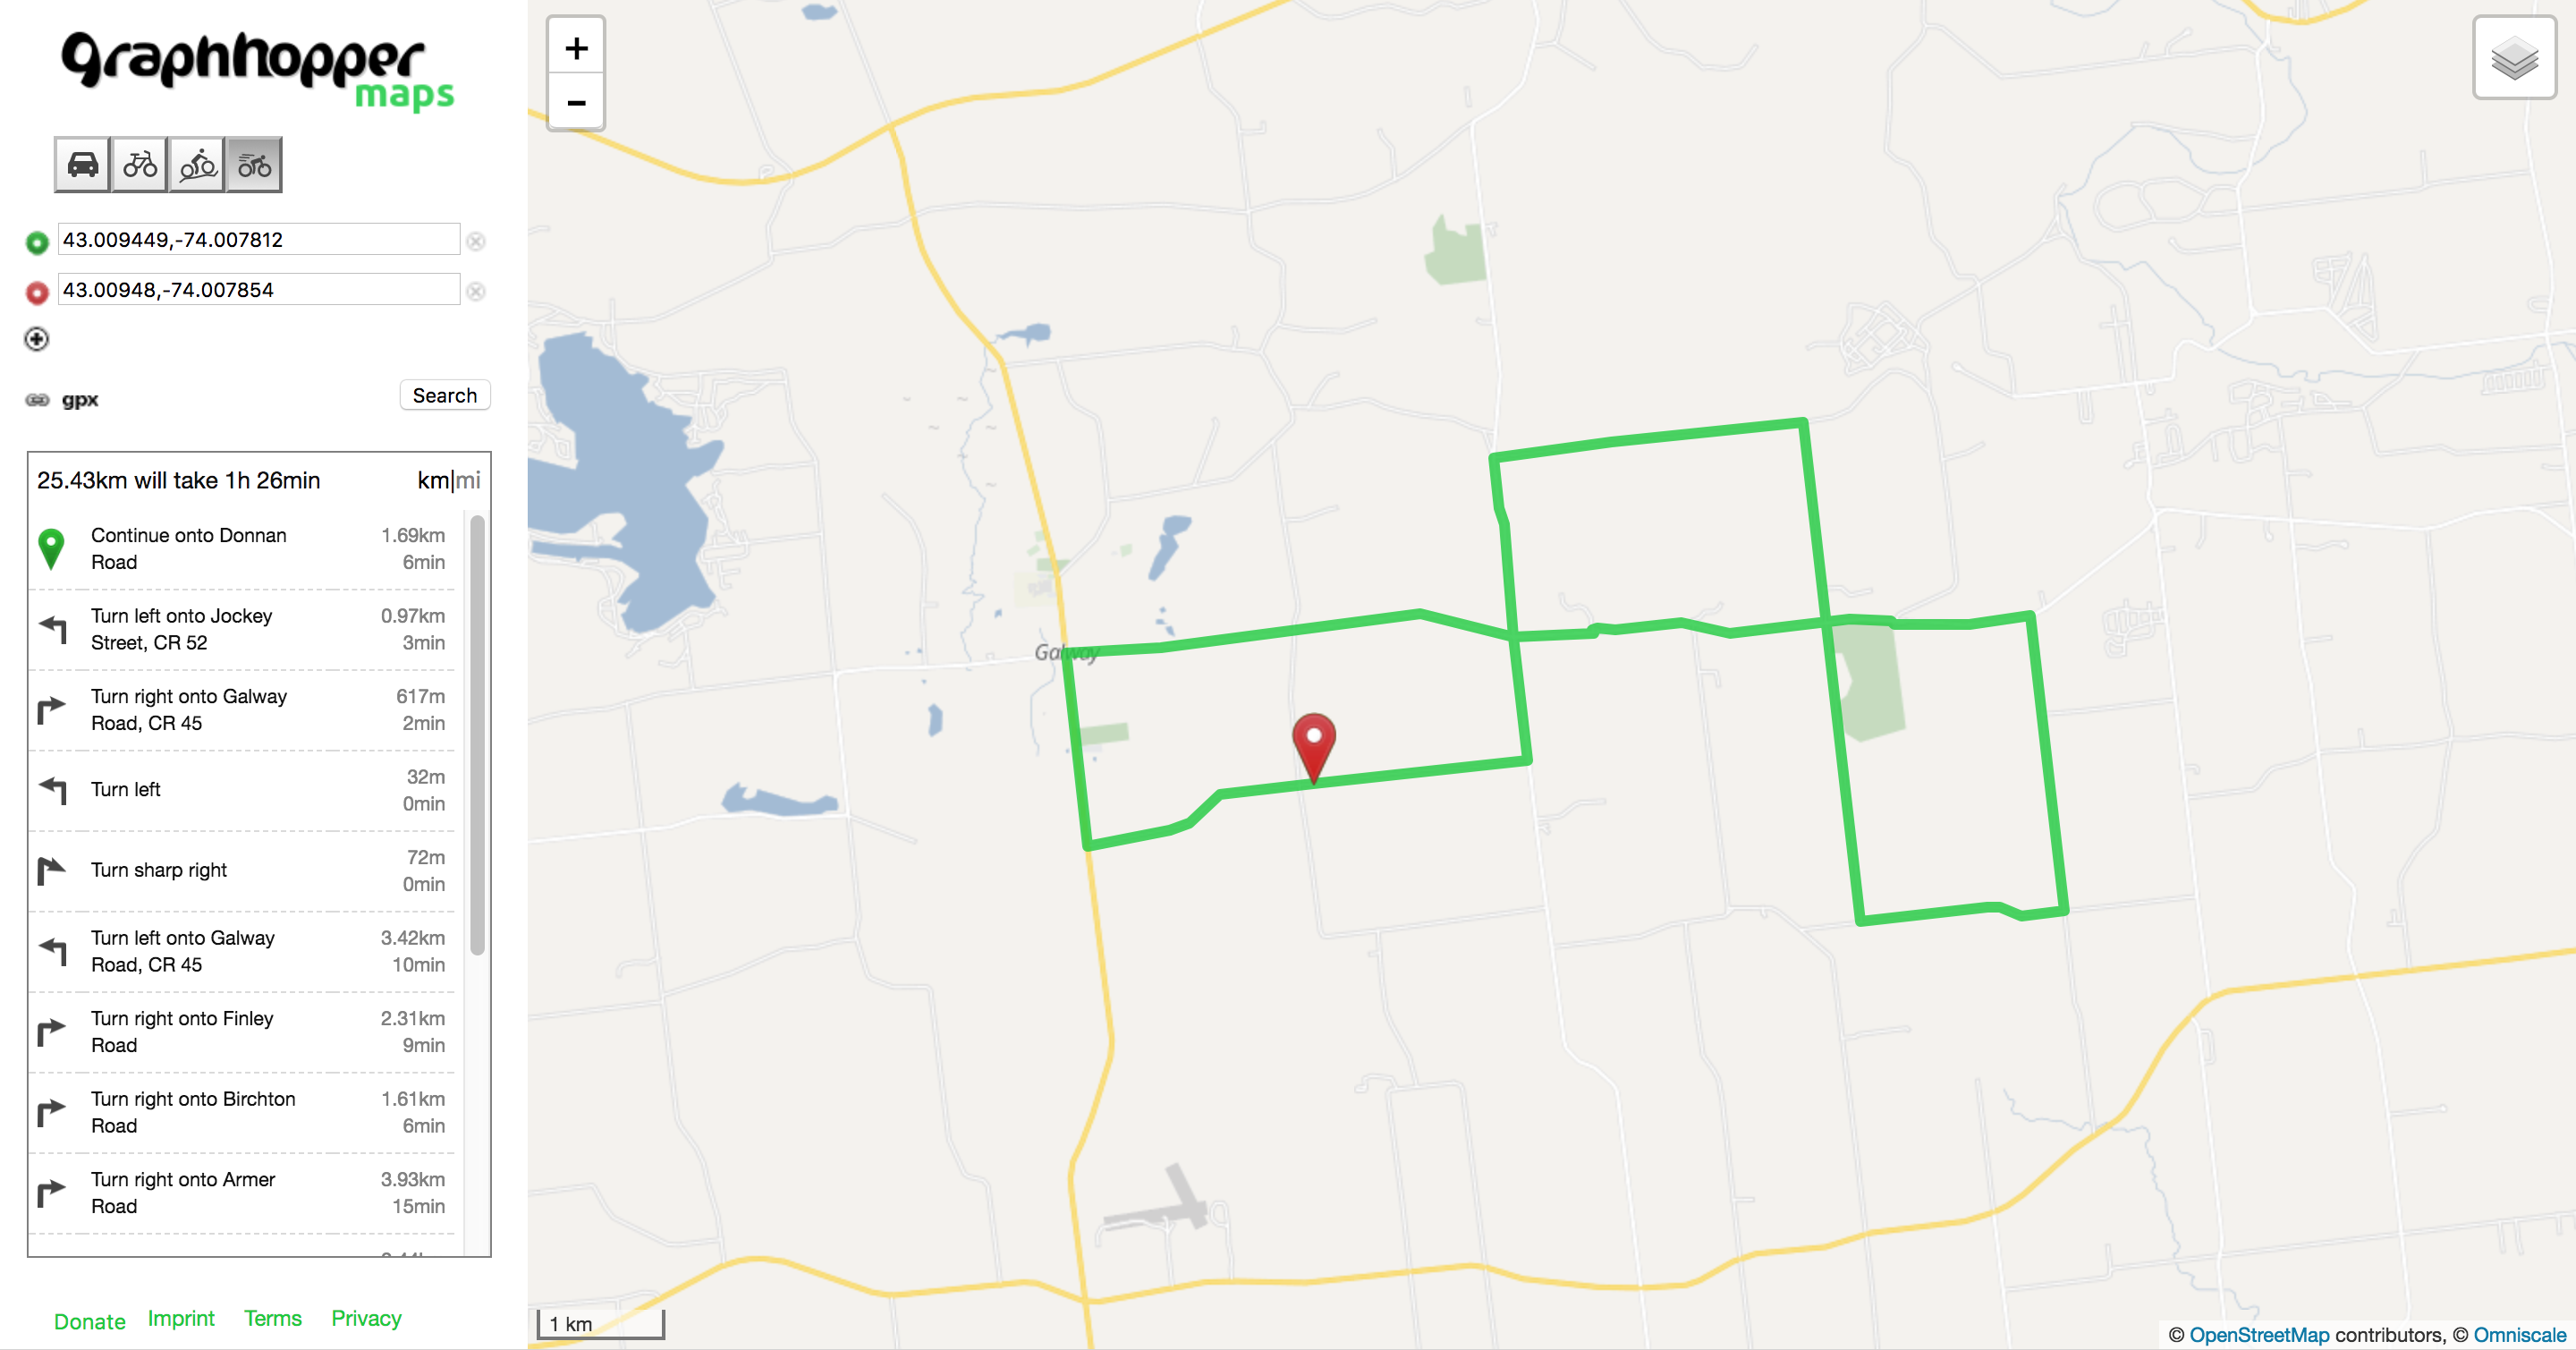 graphhopper
maps
43.009449,-74.007812
43.00948,-74.007854
gpx
Search
25.43km will take 1h 26min km|mi
Continue onto Donnan 1.69km
Road 6min
Turn left onto Jockey 0.97km
Street, CR 52 3min
Turn right onto Galway 617m
Road, CR 45 2min
Turn left 32m
0min
Turn sharp right 72m
0min
Turn left onto Galway 3.42km
Road, CR 45 10min
Turn right onto Finley 2.31km
Road 9min
Turn right onto Birchton 1.61km
Road 6min
Turn right onto Armer 3.93km
Road 15min
Donate Imprint Terms Privacy
+
−
Galway
1 km
© OpenStreetMap contributors, © Omniscale